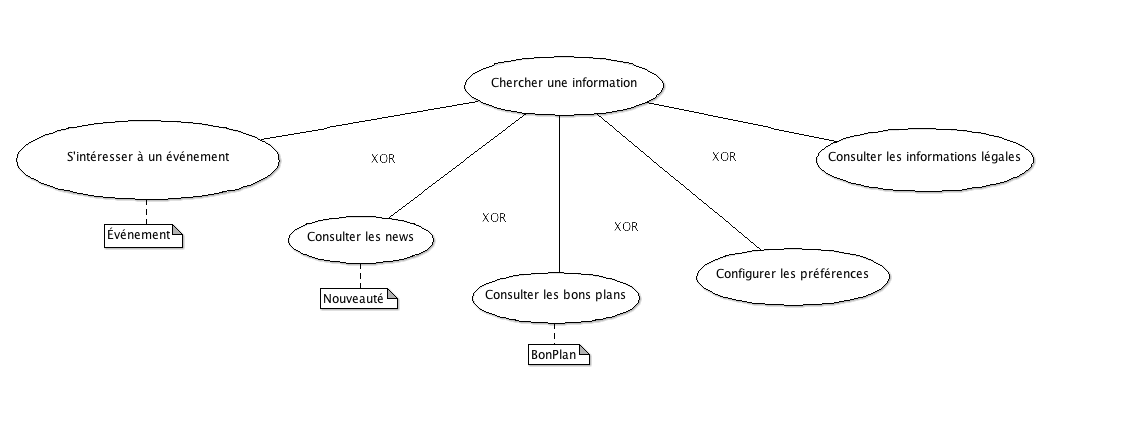 Chercher une information
S'intéresser à un événement
XOR
XOR
Consulter les informations légales
Événement
Consulter les news
XOR
XOR
Nouveauté
Consulter les bons plans
Configurer les préférences
BonPlan